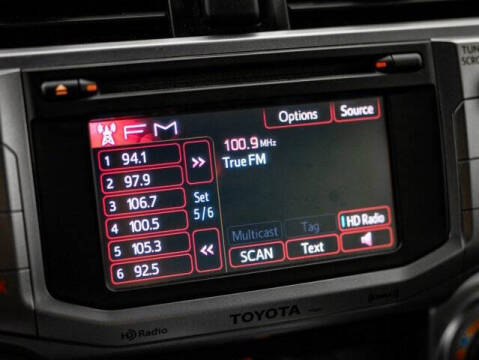 TUNE
SCROLL
FM
Options
Source
1 94.1
2 97.9
3 106.7
4 100.5
5 105.3
6 92.5
>>
Set
5/6
<<
100.9 MHz
True FM
Multicast
Tag
HD Radio
SCAN
Text
TOYOTA
HD Radio